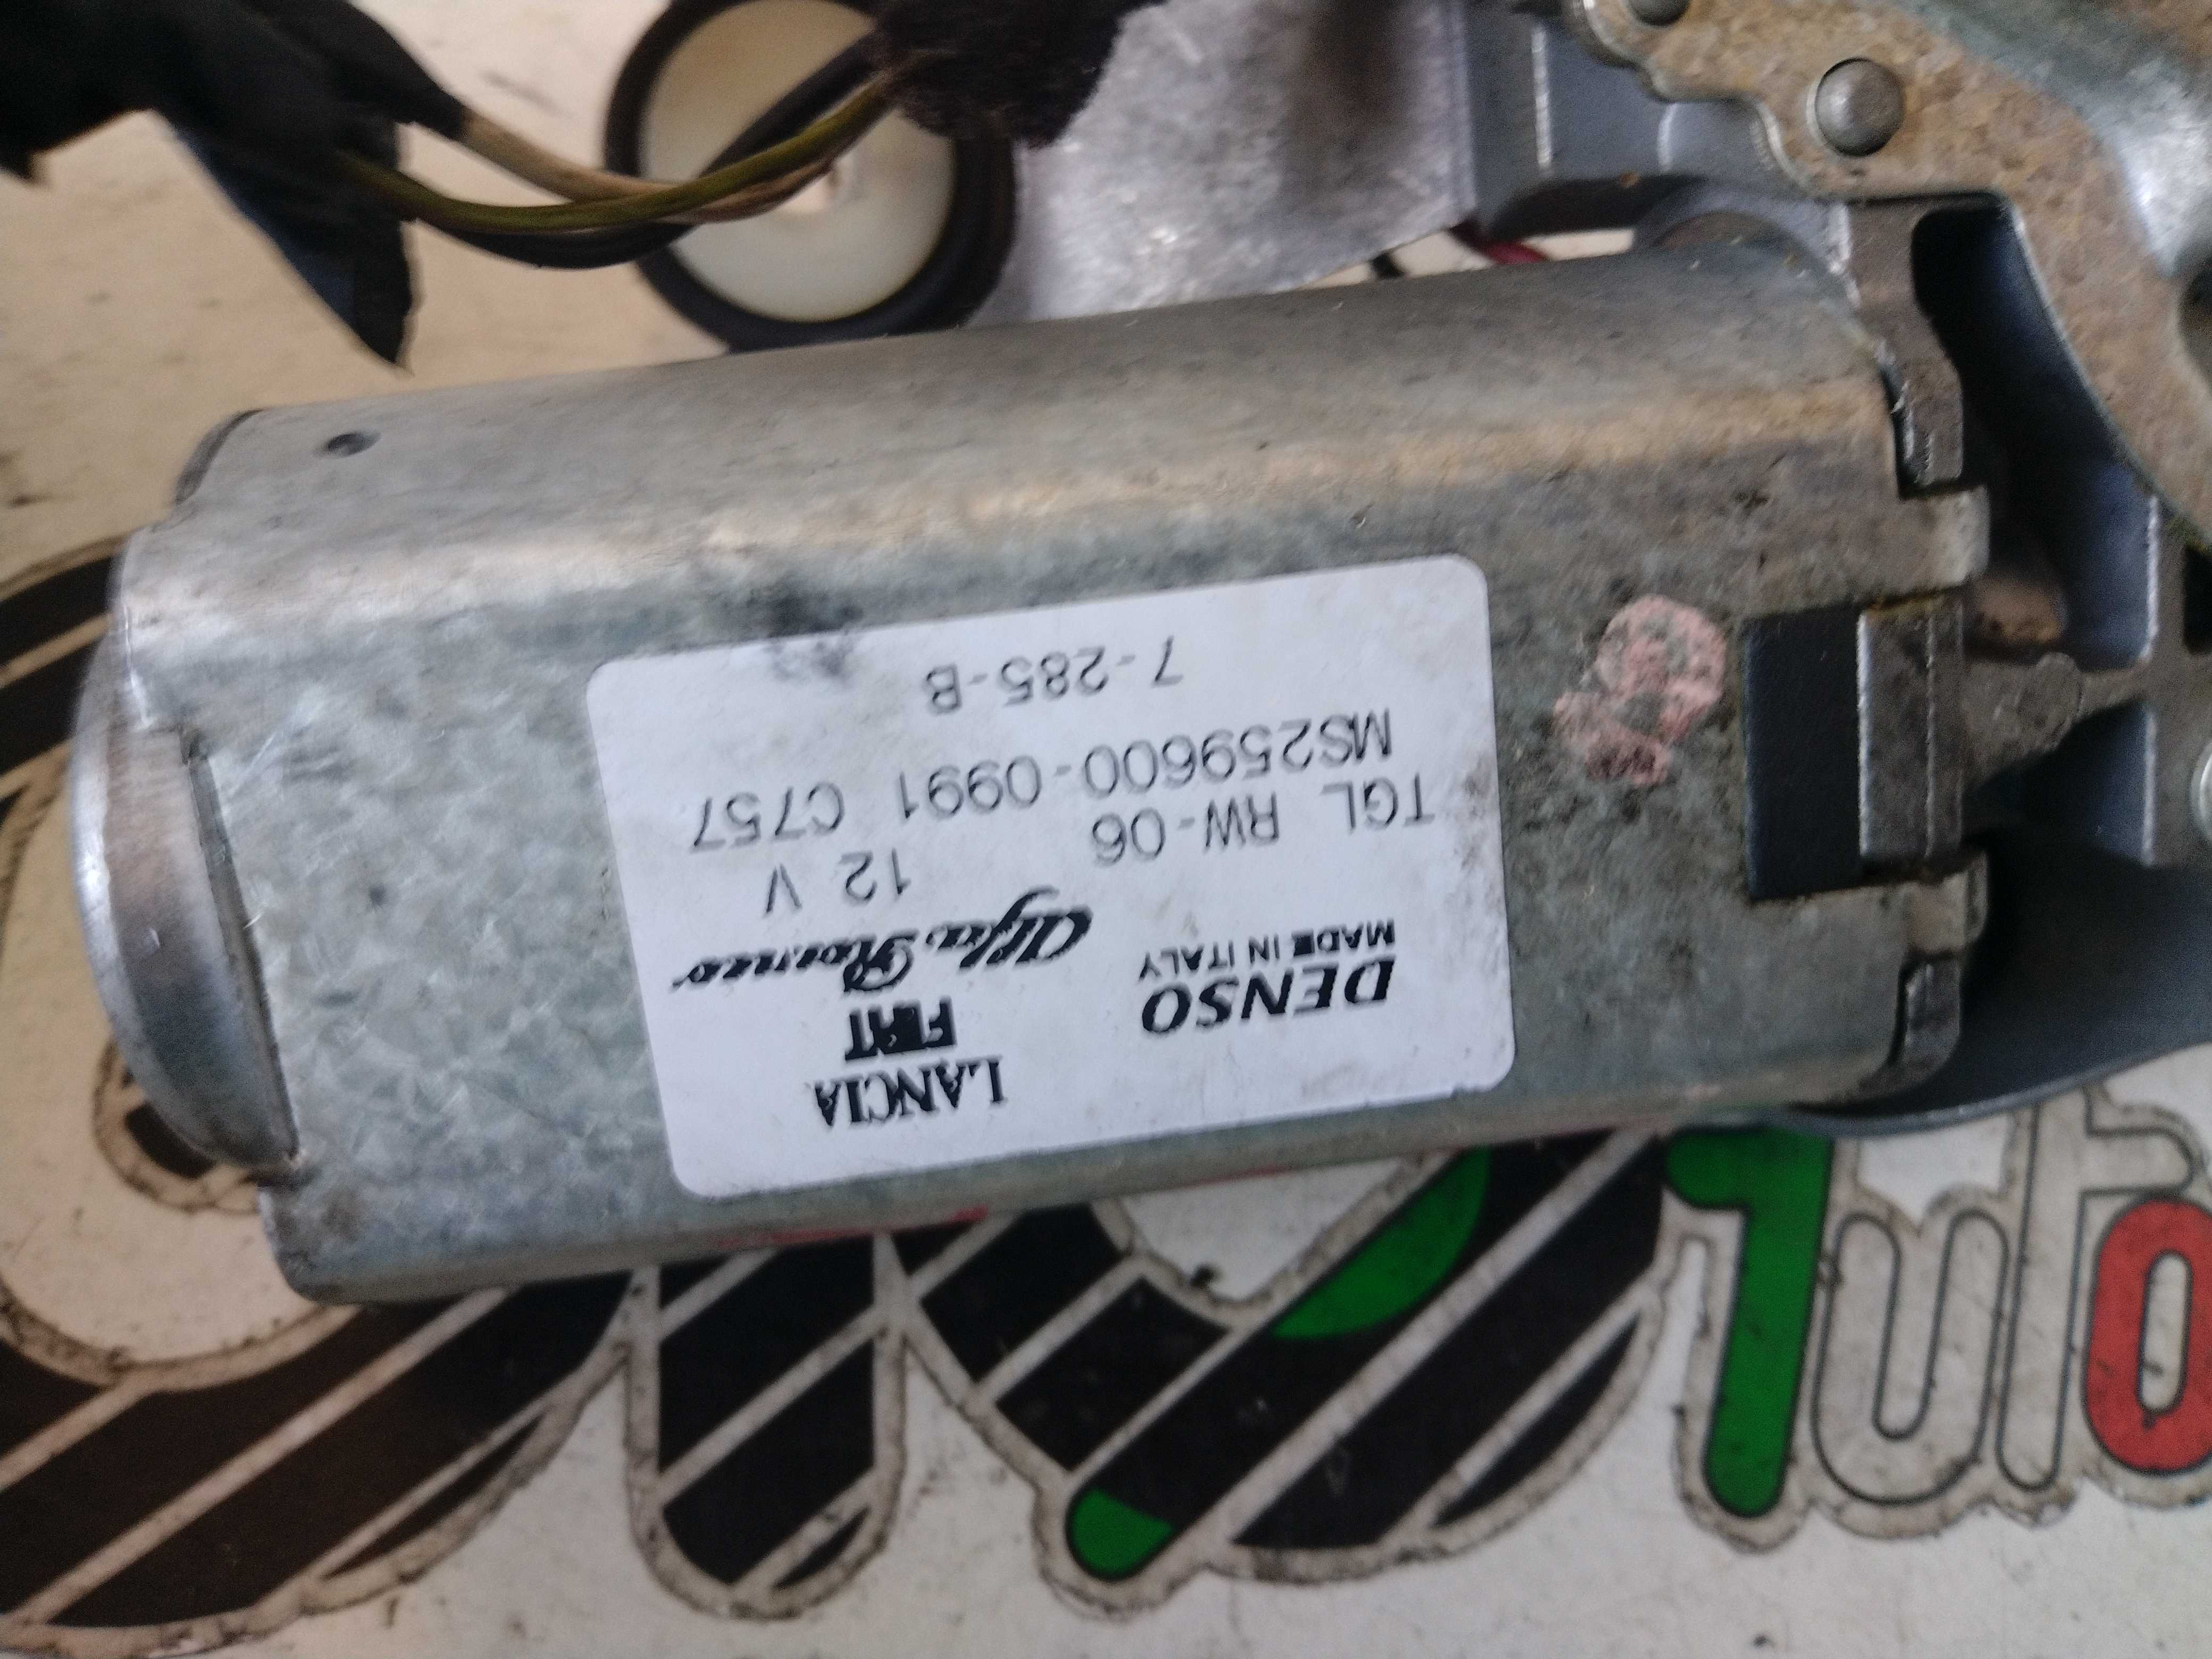 LANCIA
FIAT
DENSO
MADE IN ITALY
Alfa Romeo
12 V
TGL RW-06
MS259600-0991 C757
7-285-B